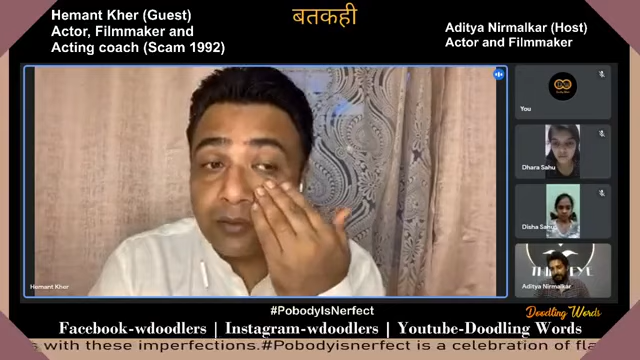 Hemant Kher (Guest)
Actor, Filmmaker and
Acting coach (Scam 1992)
बतकही
Aditya Nirmalkar (Host)
Actor and Filmmaker
You
Dhara Sahu
Disha Sahu
Hemant Kher
Aditya Nirmalkar
#PobodyIsNerfect
Doodling Words
Facebook-wdoodlers | Instagram-wdoodlers | Youtube-Doodling Words
s with these imperfections.#Pobodyisnerfect is a celebration of fla